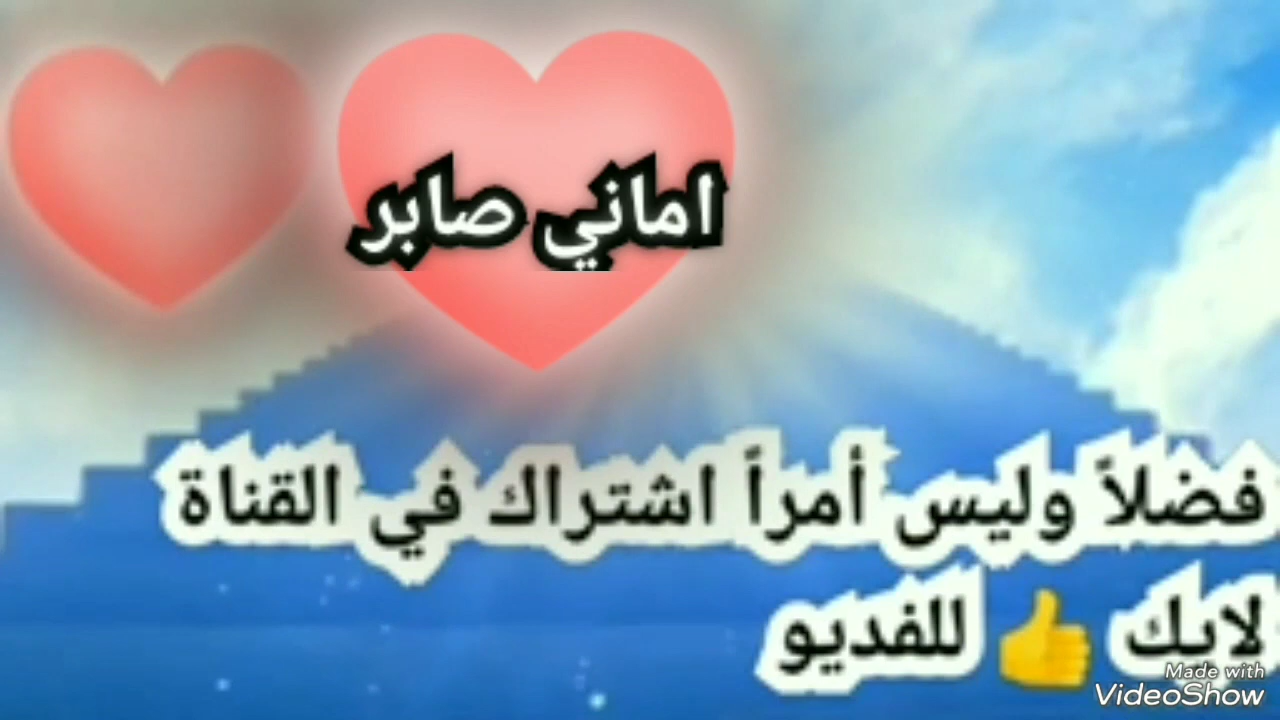 اماني صابر
فضلاً وليس أمراً اشتراك في القناة
لايك 👍 للفديو
Made with
VideoShow